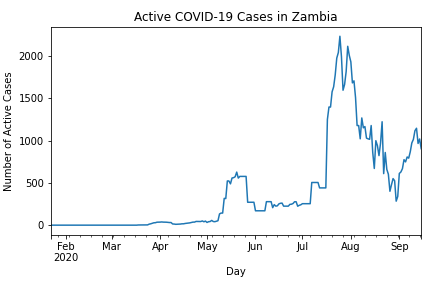 Active COVID-19 Cases in Zambia
Number of Active Cases
2000
1500
1000
500
0
Feb Mar Apr May Jun Jul Aug Sep
2020
Day